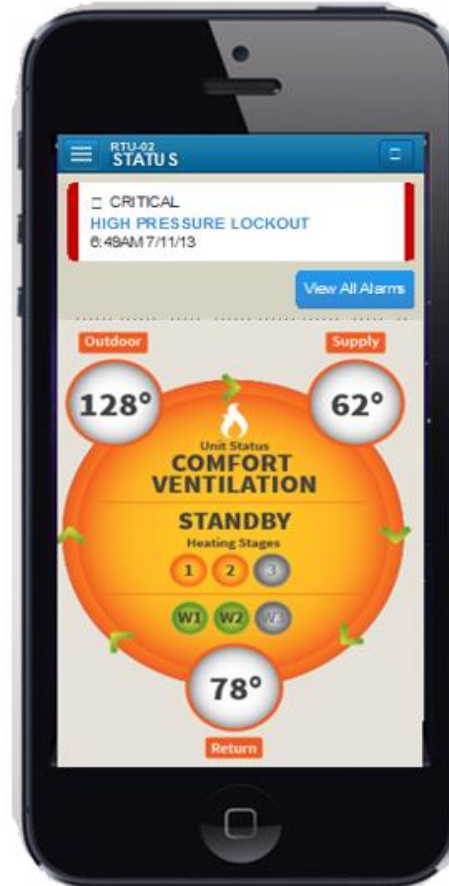 RTU-02
STATUS
CRITICAL
HIGH PRESSURE LOCKOUT
6:49AM 7/11/13
View All Alarms
Outdoor
Supply
128°
62°
Unit Status
COMFORT
VENTILATION
STANDBY
Heating Stages
1 2 3
W1 W2 W3
78°
Return